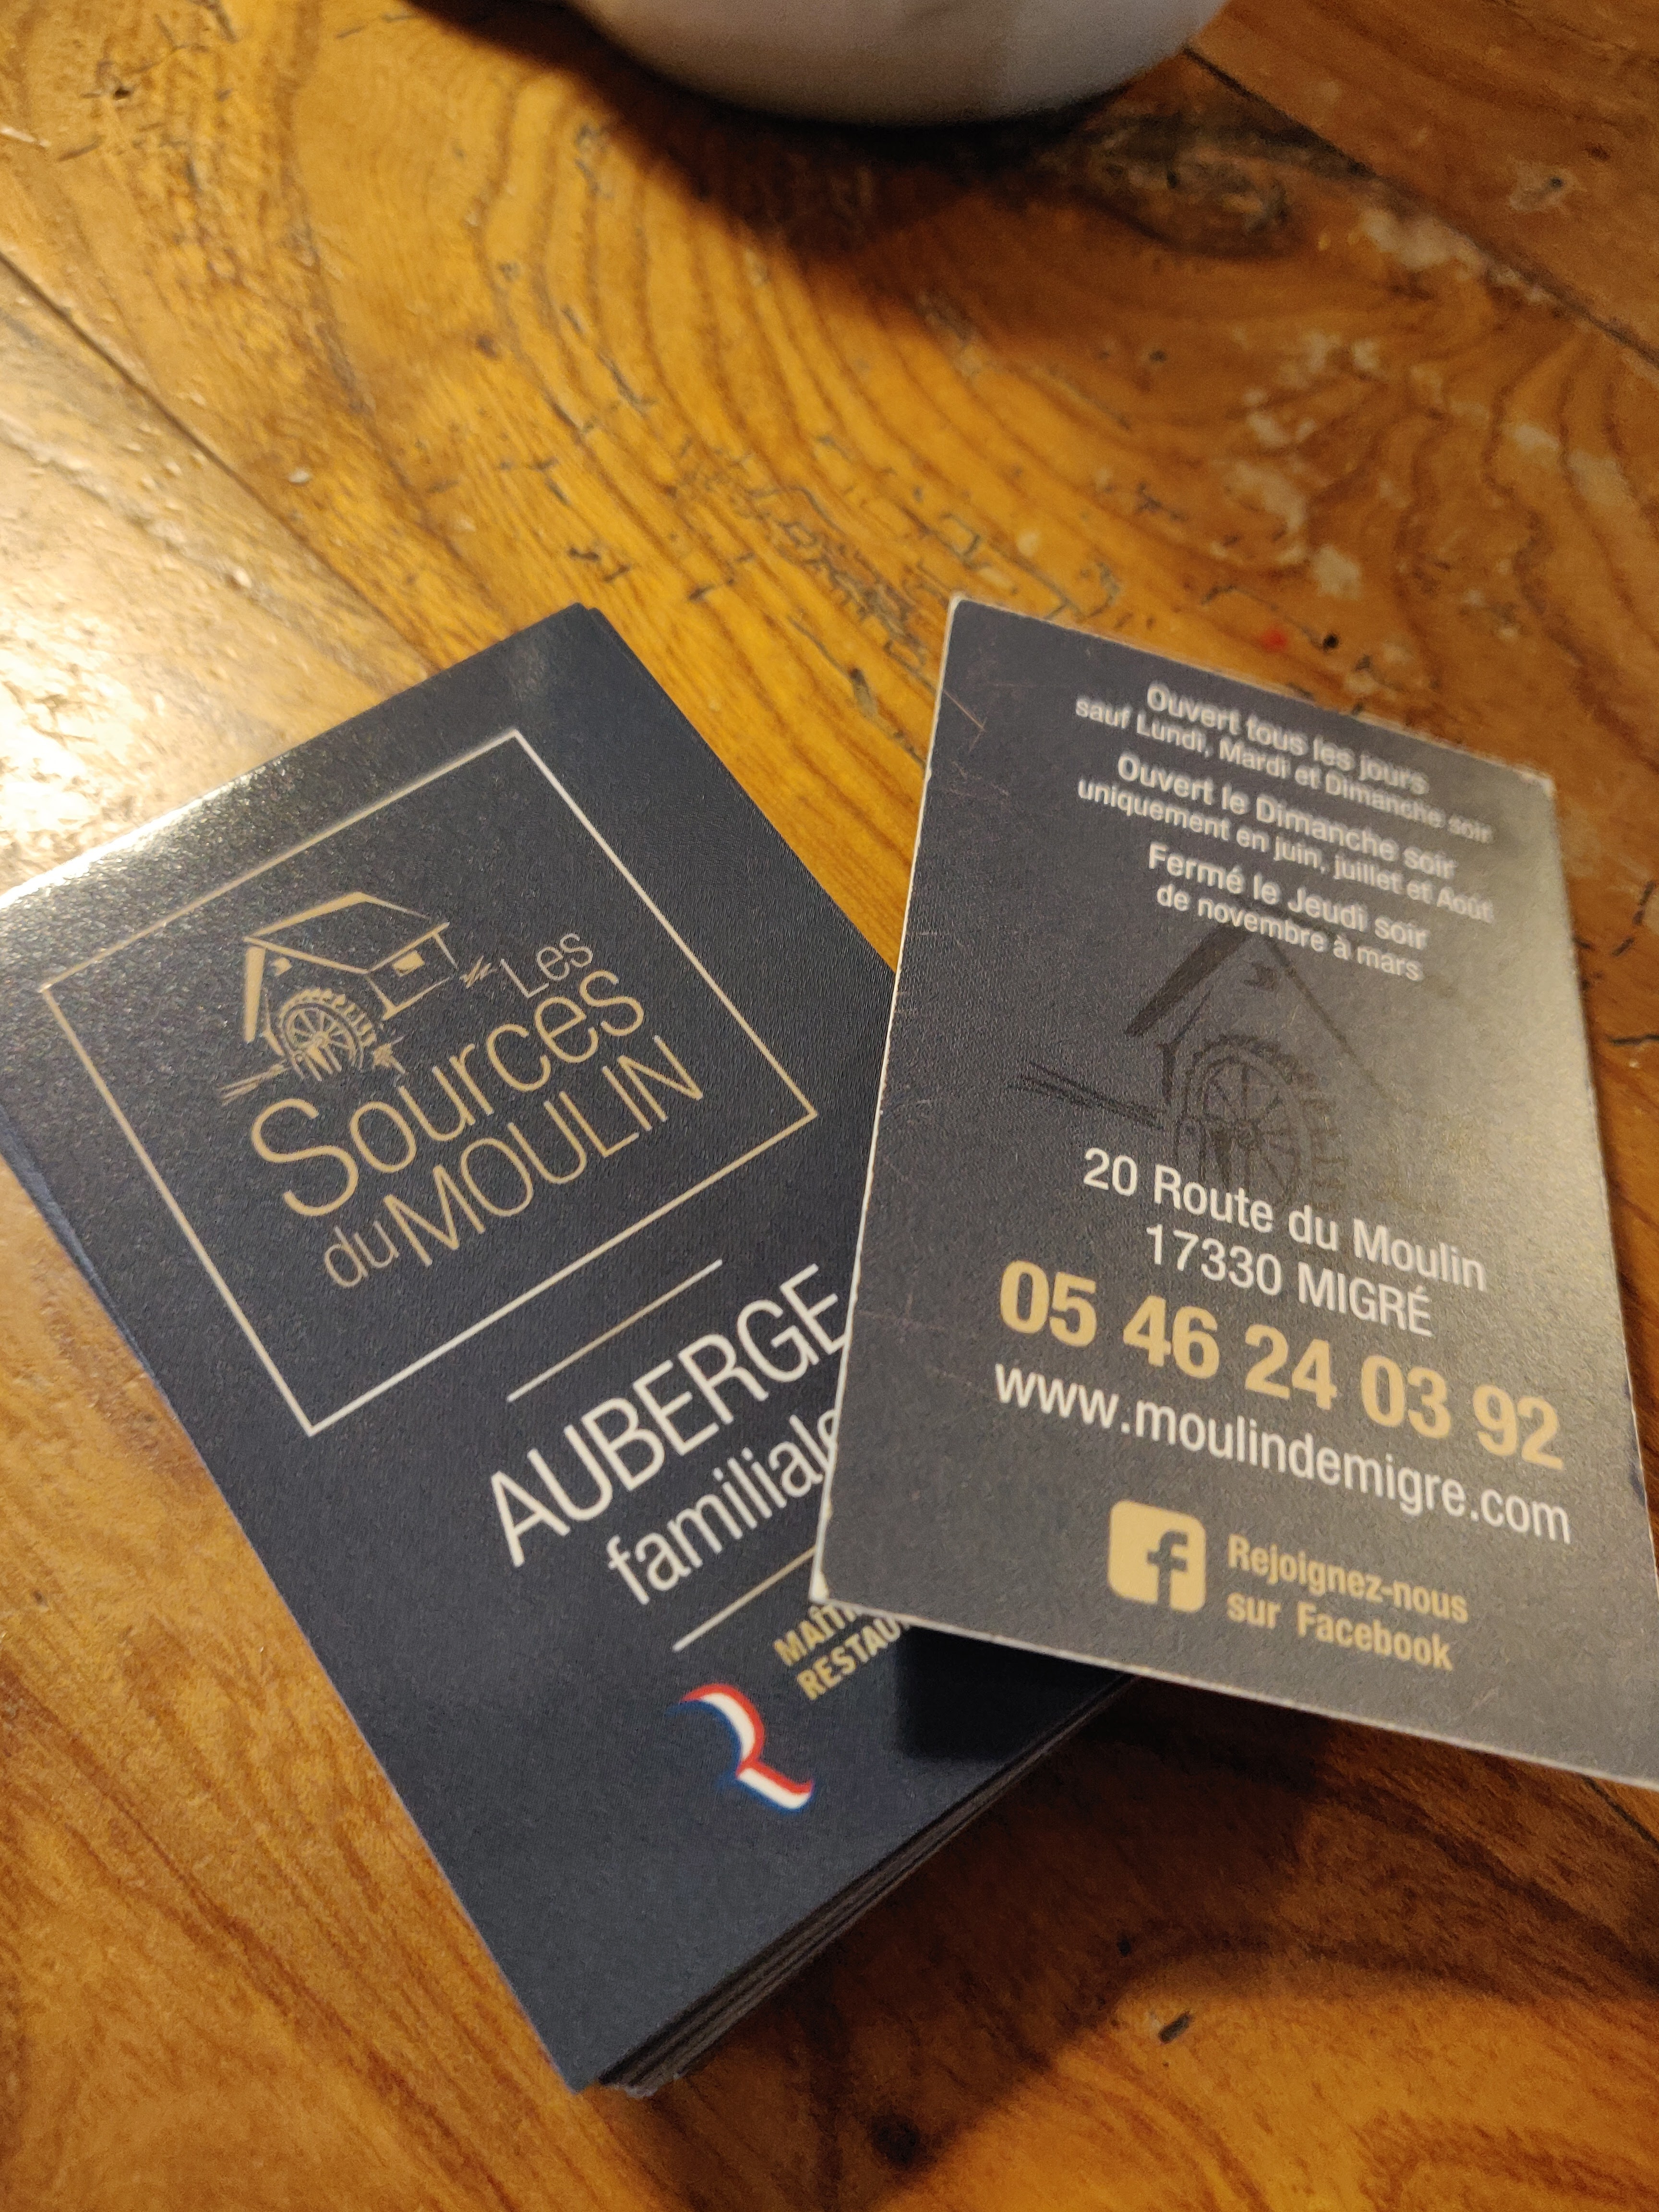 Les
Sources
du MOULIN
AUBERGE
familiale
RESTAU
Ouvert tous les jours
sauf Lundi, Mardi et Dimanche soir
Ouvert le Dimanche soir
uniquement en juin, juillet et Août
Fermé le Jeudi soir
de novembre à mars
20 Route du Moulin
17330 MIGRÉ
05 46 24 03 92
www.moulindemigre.com
Rejoignez-nous
sur Facebook